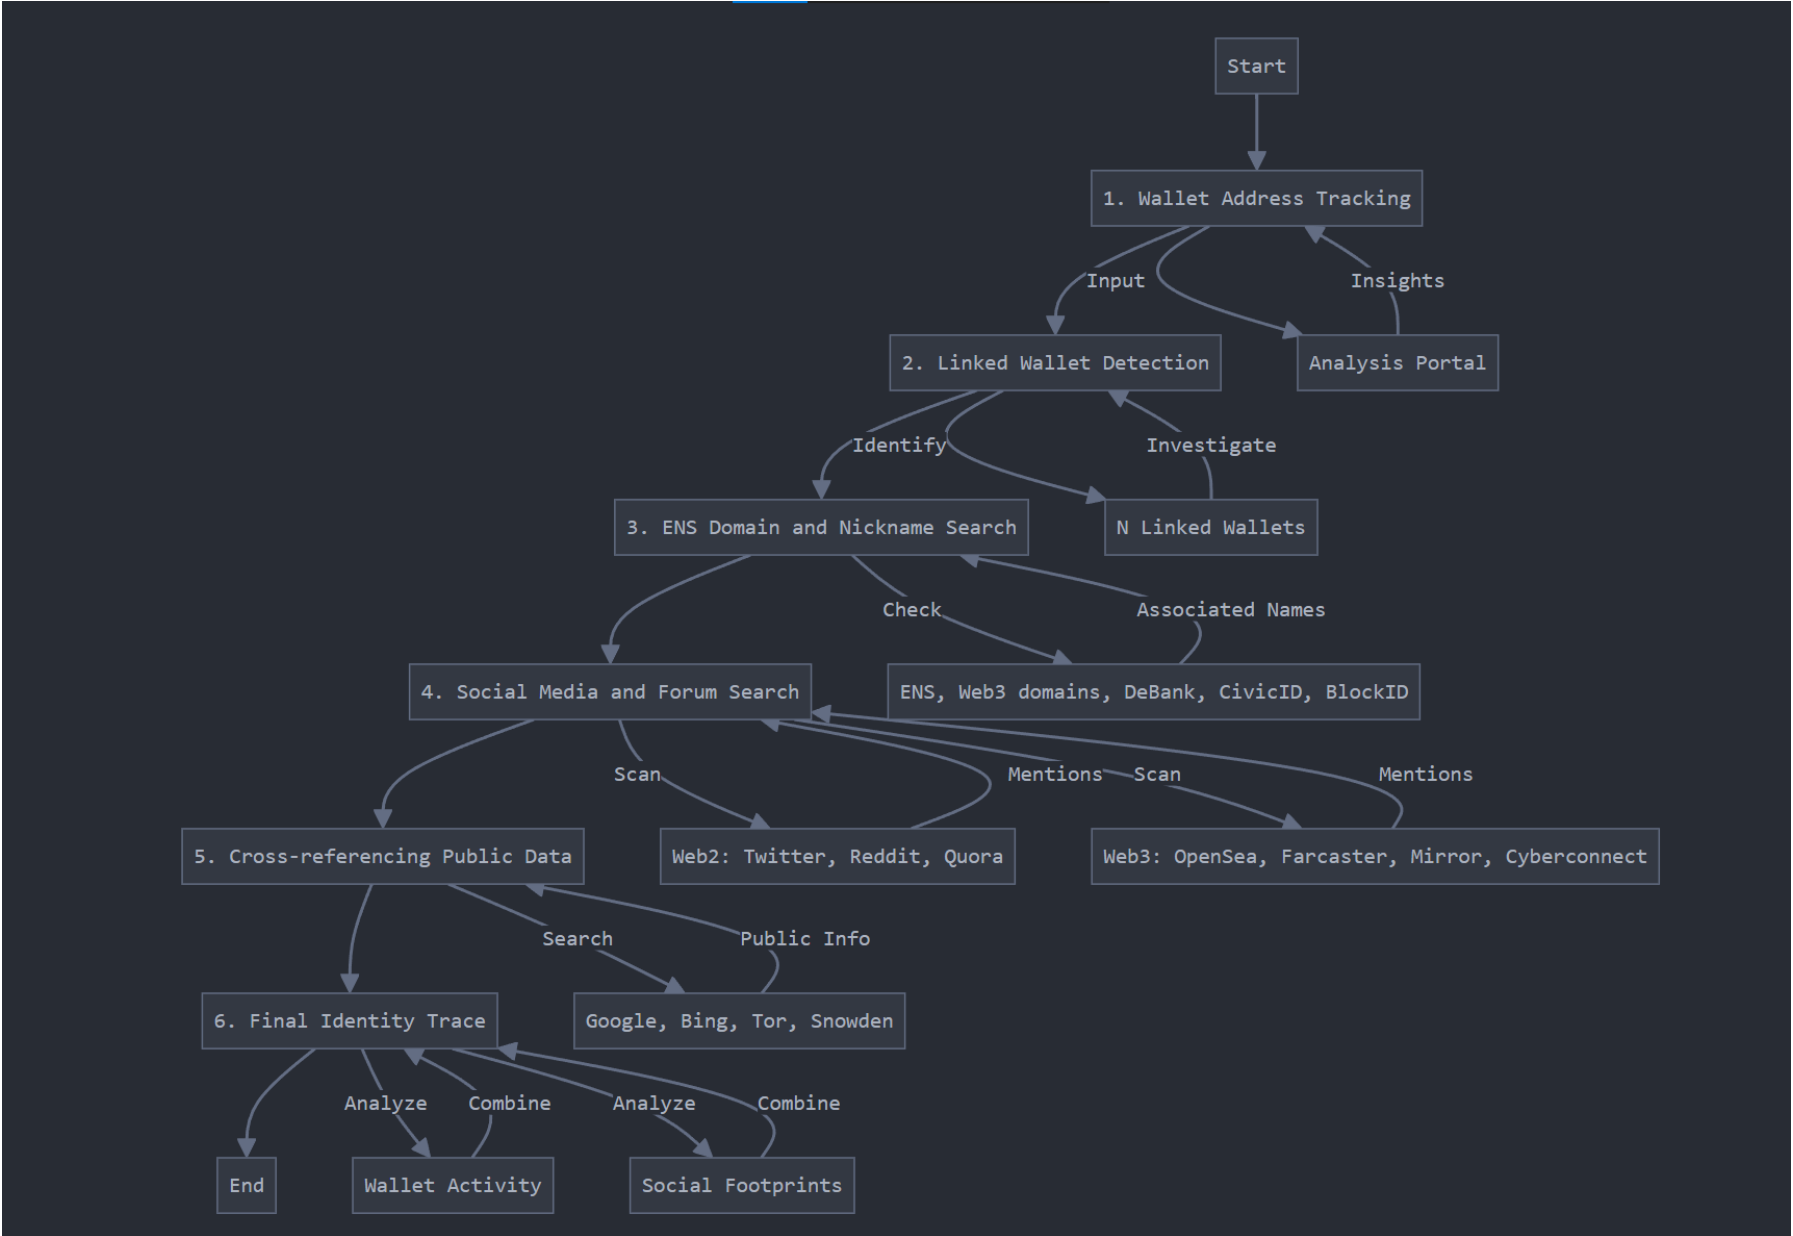 Start
1. Wallet Address Tracking
Input
Insights
2. Linked Wallet Detection
Analysis Portal
Identify
Investigate
3. ENS Domain and Nickname Search
N Linked Wallets
Check
Associated Names
4. Social Media and Forum Search
ENS, Web3 domains, DeBank, CivicID, BlockID
Scan
Mentions
Scan
Mentions
5. Cross-referencing Public Data
Web2: Twitter, Reddit, Quora
Web3: OpenSea, Farcaster, Mirror, Cyberconnect
Search
Public Info
6. Final Identity Trace
Google, Bing, Tor, Snowden
Analyze
Combine
Analyze
Combine
End
Wallet Activity
Social Footprints